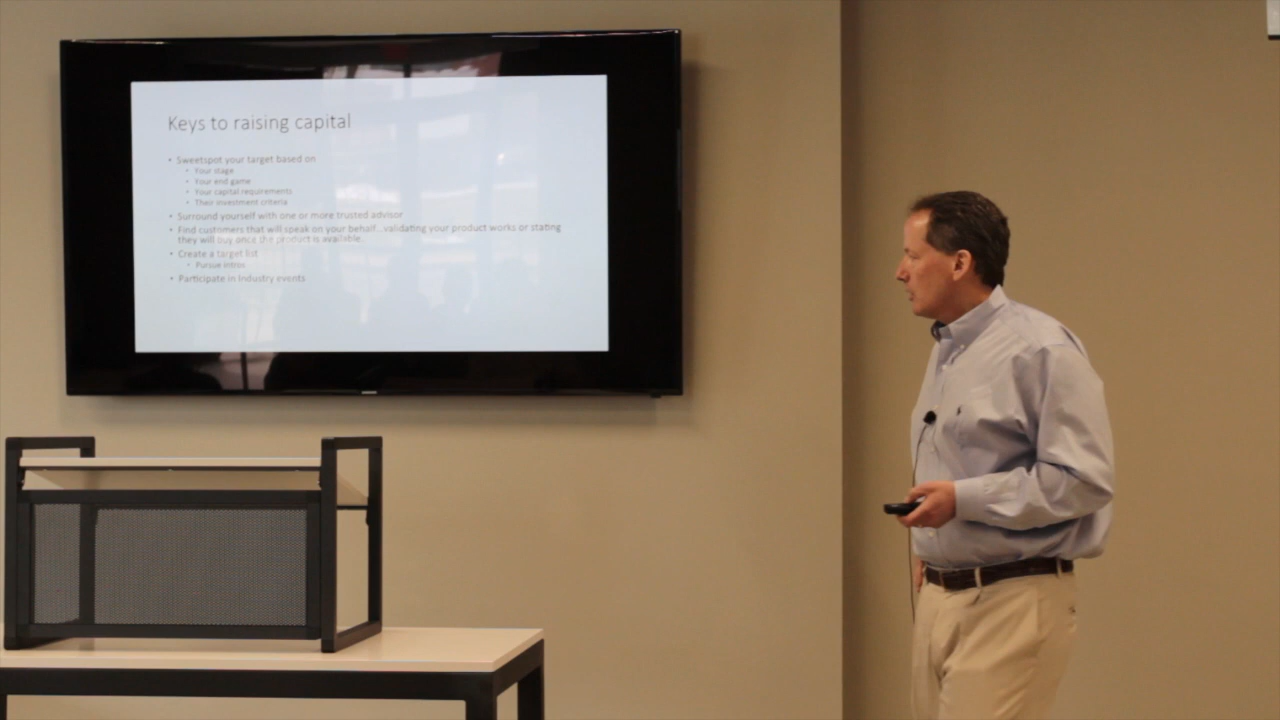 Keys to raising capital
• Sweetspot your target based on
• Your stage
• Your end game
• Your capital requirements
• Their investment criteria
• Surround yourself with one or more trusted advisor
• Find customers that will speak on your behalf...validating your product works or stating
they will buy once the product is available.
• Create a target list
• Pursue intros
• Participate in Industry events